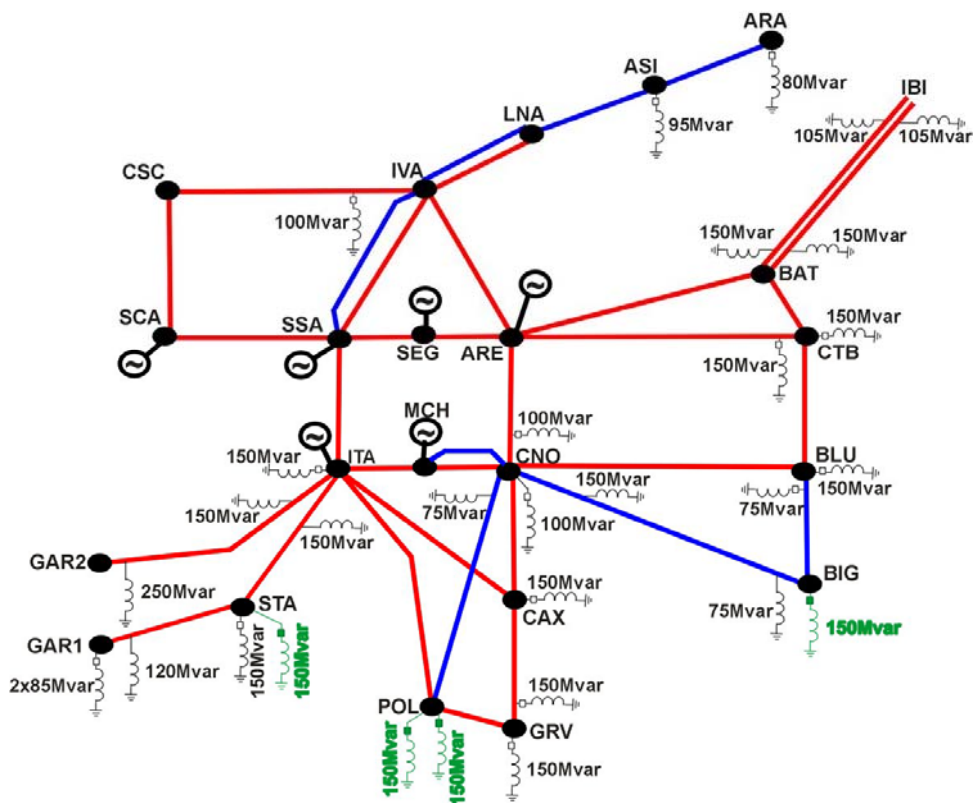 ARA
ASI
80Mvar
IBI
LNA
95Mvar
105Mvar
105Mvar
CSC
IVA
100Mvar
150Mvar
150Mvar
BAT
SCA
SSA
SEG
ARE
150Mvar
150Mvar
CTB
MCH
100Mvar
150Mvar
ITA
CNO
BLU
150Mvar
150Mvar
75Mvar
150Mvar
75Mvar
150Mvar
100Mvar
GAR2
250Mvar
STA
150Mvar
CAX
75Mvar
BIG
150Mvar
GAR1
120Mvar
150Mvar
150Mvar
2x85Mvar
150Mvar
POL
GRV
150Mvar
150Mvar
150Mvar